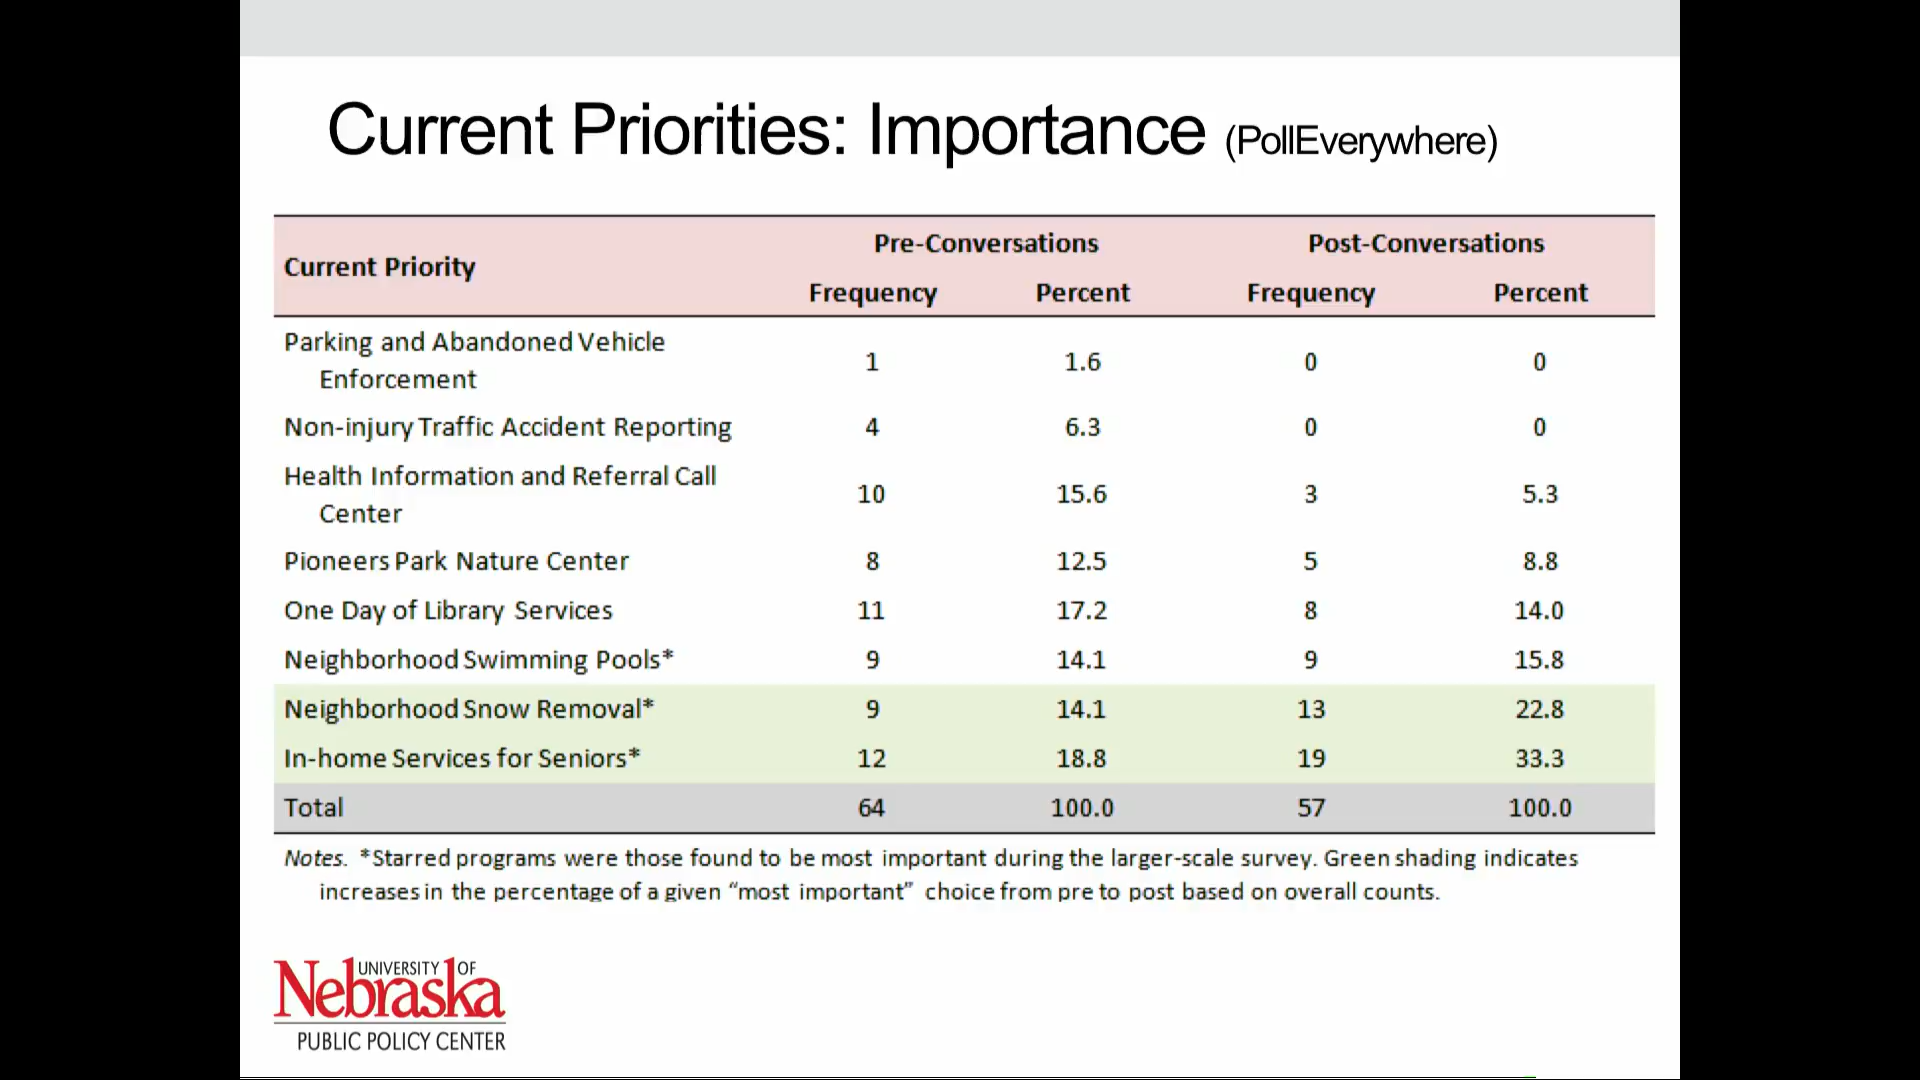 Current Priorities: Importance (PollEverywhere)
Current Priority
Pre-Conversations Post-Conversations
Frequency Percent Frequency Percent
Parking and Abandoned Vehicle
Enforcement
1 1.6 0 0
Non-injury Traffic Accident Reporting 4 6.3 0 0
Health Information and Referral Call
Center
10 15.6 3 5.3
Pioneers Park Nature Center 8 12.5 5 8.8
One Day of Library Services 11 17.2 8 14.0
Neighborhood Swimming Pools* 9 14.1 9 15.8
Neighborhood Snow Removal* 9 14.1 13 22.8
In-home Services for Seniors* 12 18.8 19 33.3
Total 64 100.0 57 100.0
Notes. *Starred programs were those found to be most important during the larger-scale survey. Green shading indicates
increases in the percentage of a given “most important” choice from pre to post based on overall counts.
UNIVERSITY OF
Nebraska
PUBLIC POLICY CENTER